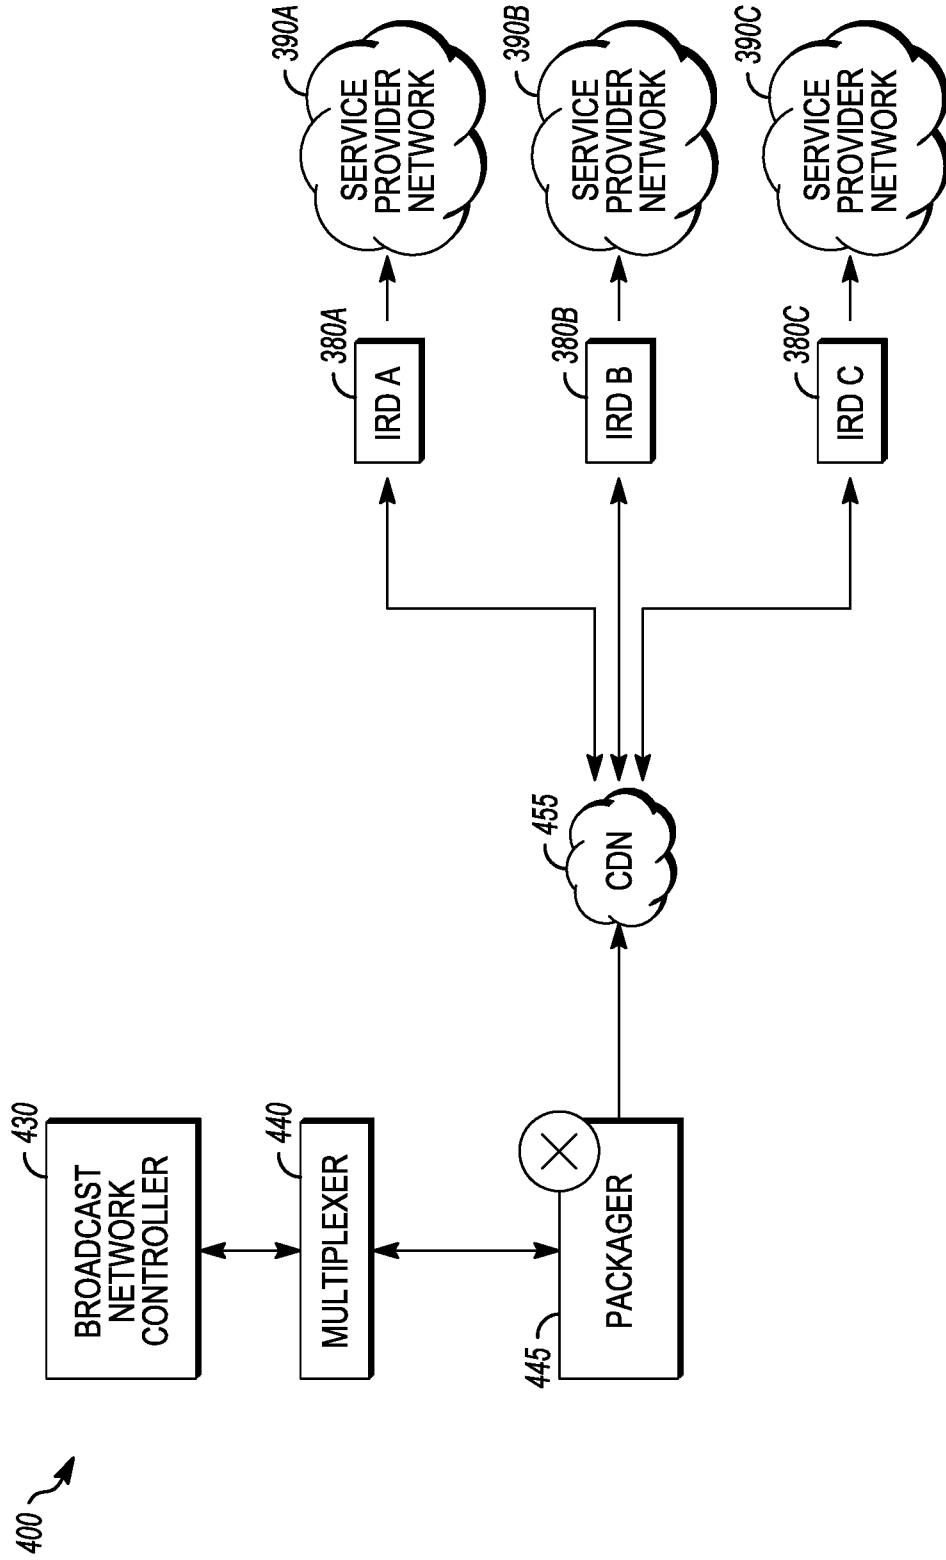 400
430
BROADCAST
NETWORK
CONTROLLER
440
MULTIPLEXER
445
PACKAGER
455
CDN
380A
IRD A
390A
SERVICE
PROVIDER
NETWORK
380B
IRD B
390B
SERVICE
PROVIDER
NETWORK
380C
IRD C
390C
SERVICE
PROVIDER
NETWORK